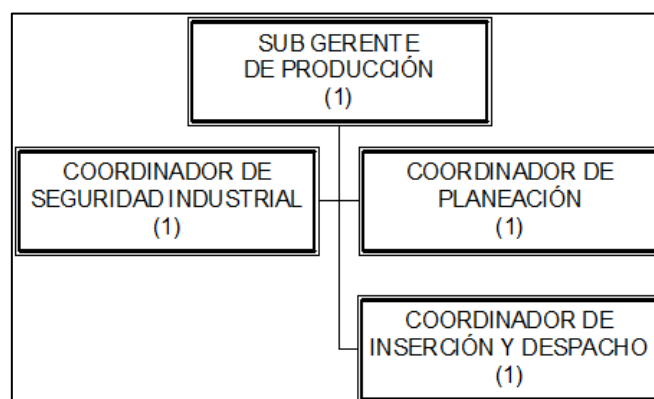 SUB GERENTE
DE PRODUCCIÓN
(1)
COORDINADOR DE
SEGURIDAD INDUSTRIAL
(1)
COORDINADOR DE
PLANEACIÓN
(1)
COORDINADOR DE
INSERCIÓN Y DESPACHO
(1)